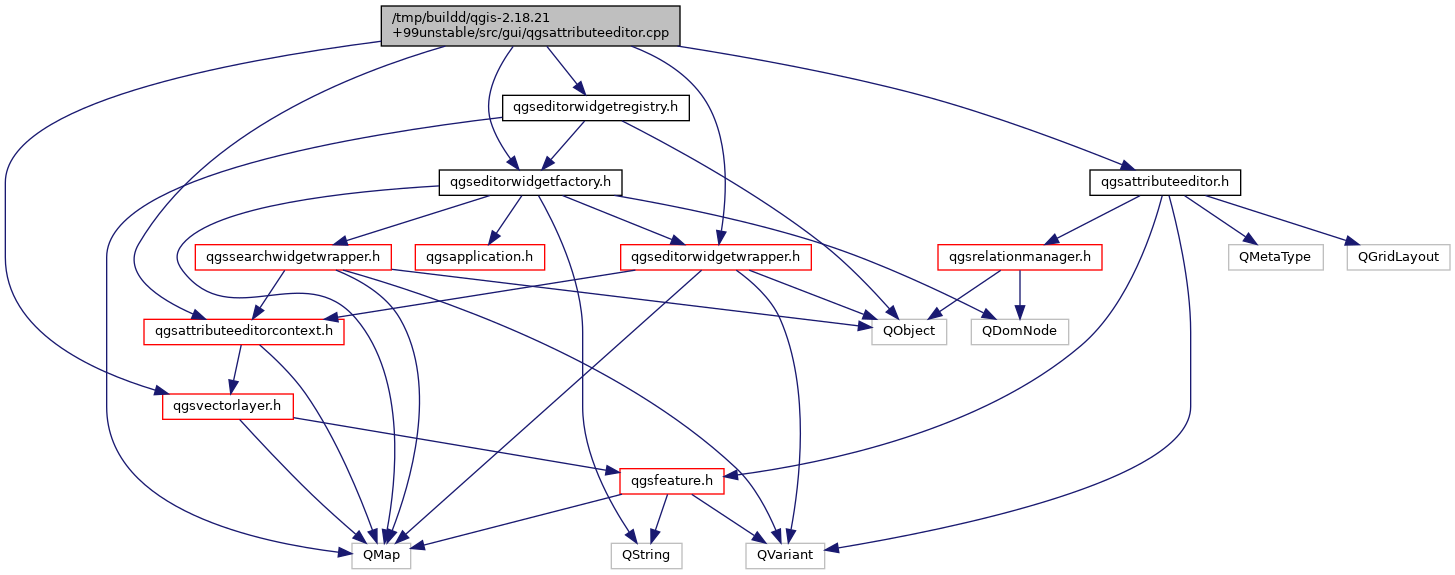 /tmp/buildd/qgis-2.18.21
+99unstable/src/gui/qgsattributeeditor.cpp
qgseditorwidgetregistry.h
qgseditorwidgetfactory.h
qgsattributeeditor.h
qgssearchwidgetwrapper.h
qgsapplication.h
qgseditorwidgetwrapper.h
qgsrelationmanager.h
QMetaType
QGridLayout
qgsattributeeditorcontext.h
QObject
QDomNode
qgsvectorlayer.h
qgsfeature.h
QMap
QString
QVariant